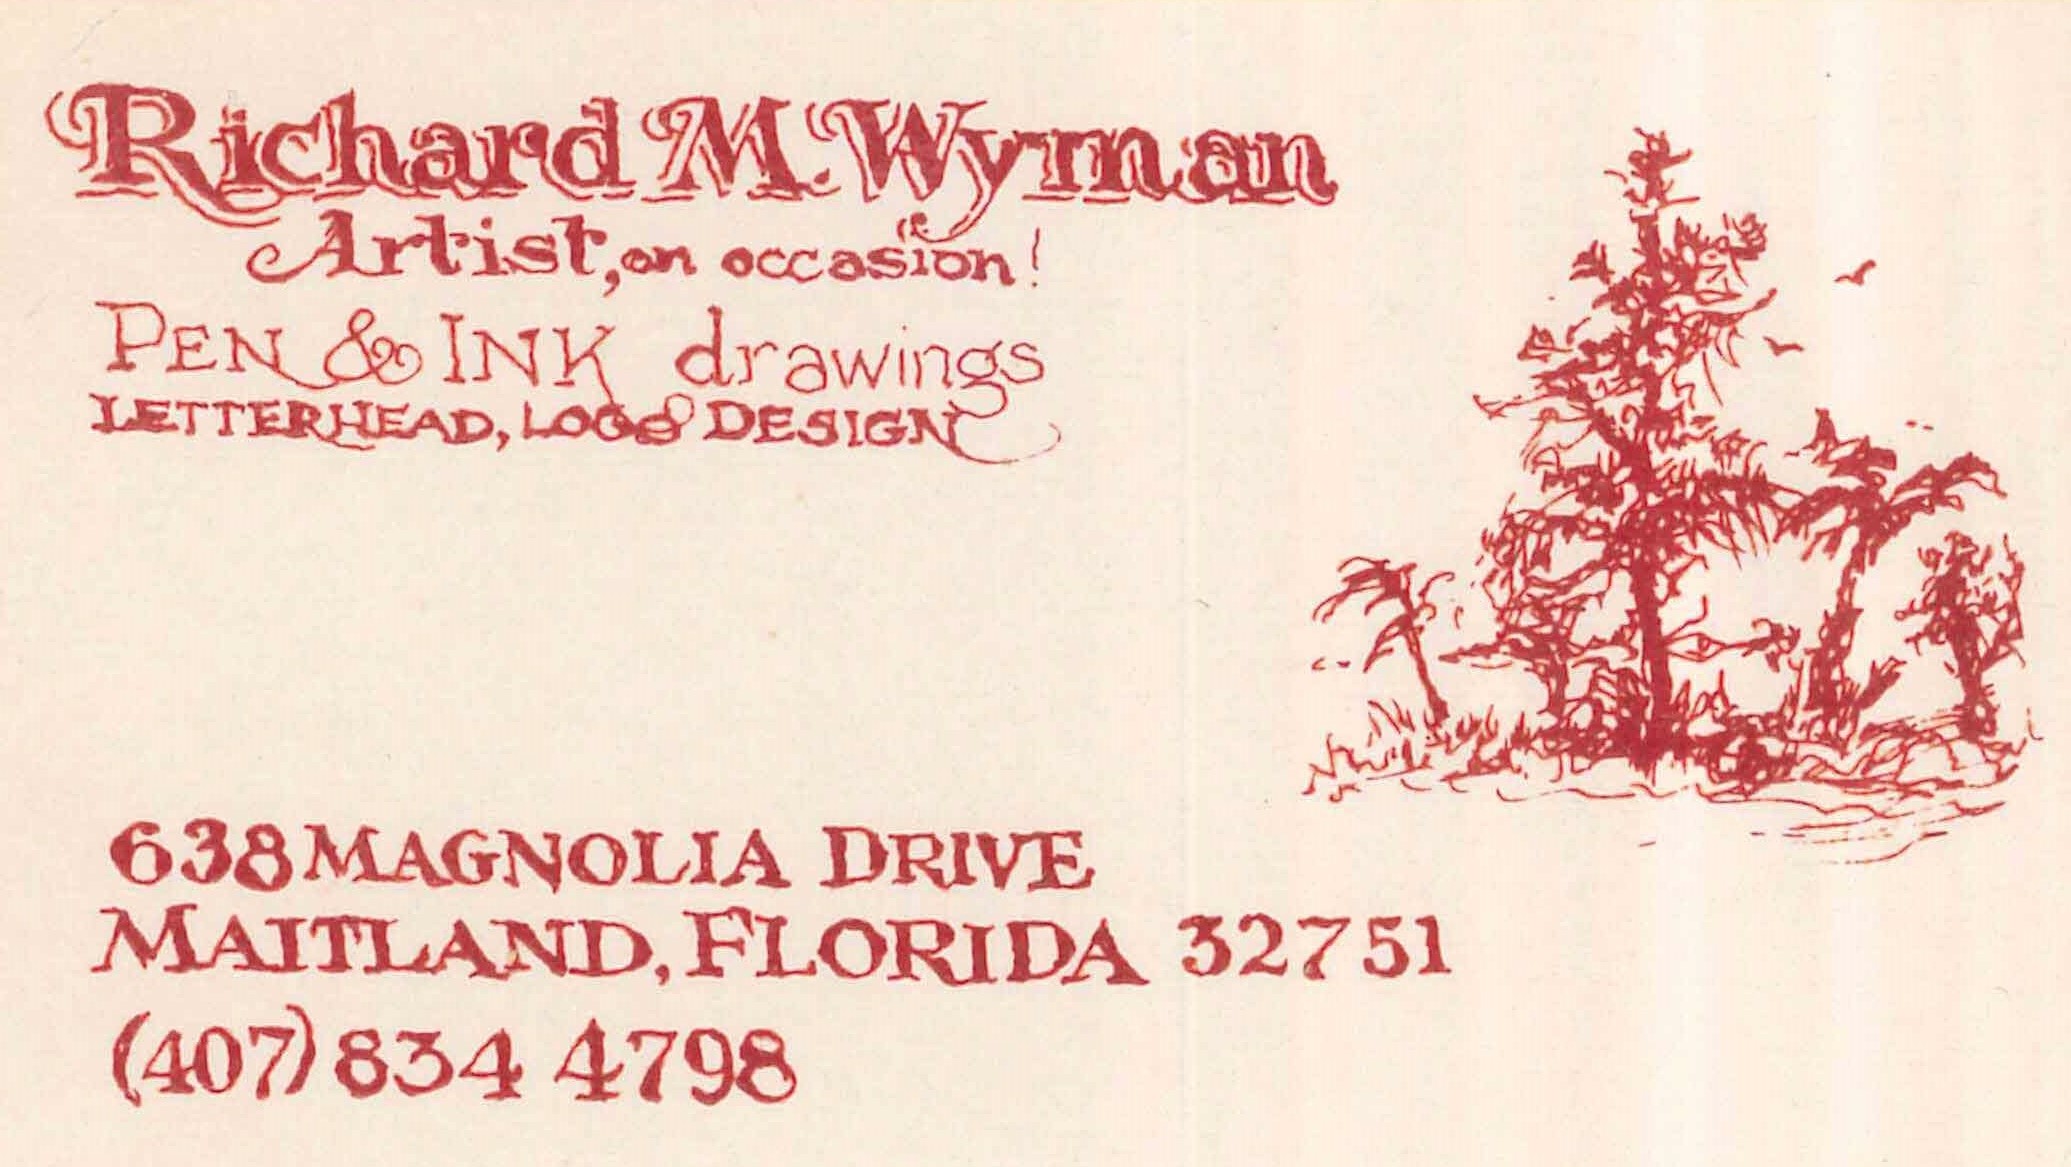 Richard M. Wyman
Artist, on occasion!
PEN & INK drawings
LETTERHEAD, LOGO DESIGN
638 MAGNOLIA DRIVE
MAITLAND, FLORIDA 32751
(407) 834 4798